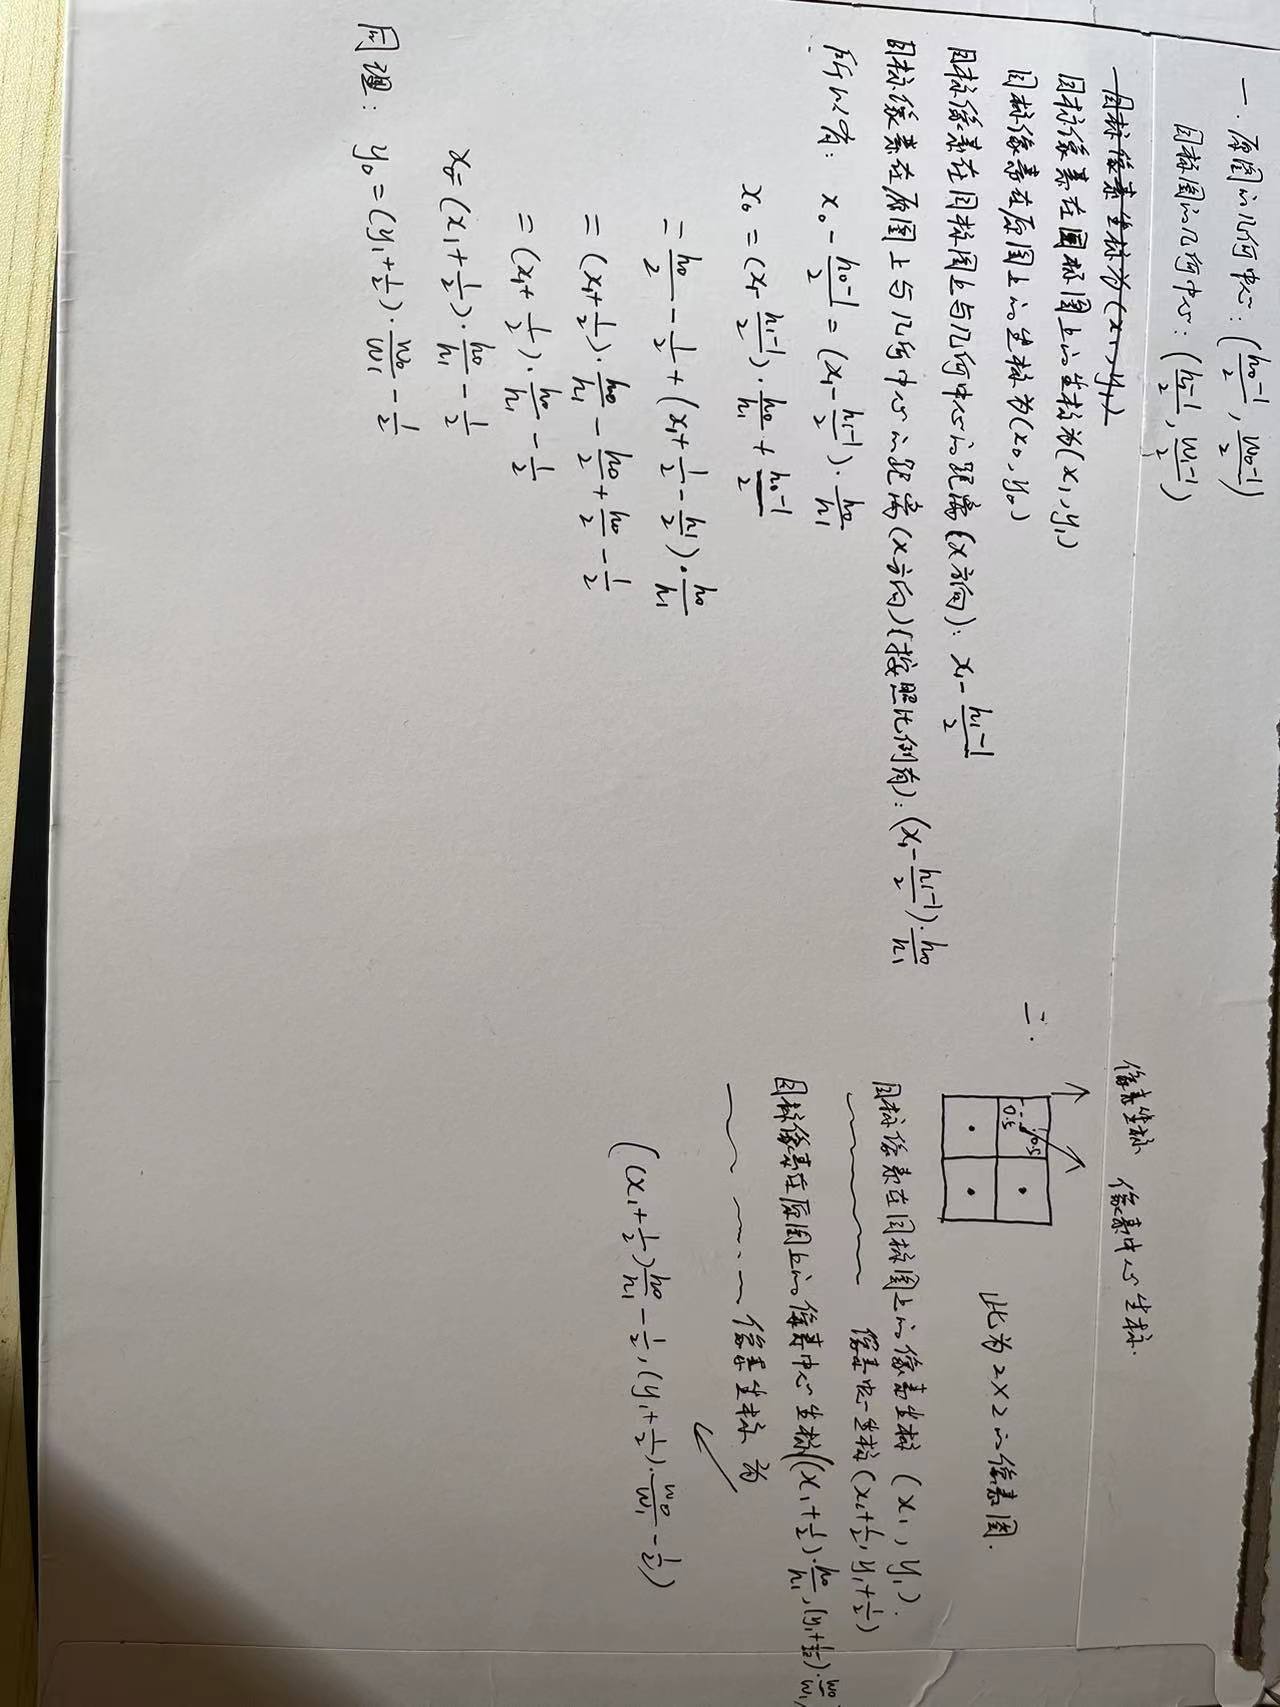 一. 原图的几何中心: (\frac{h_0-1}{2}, \frac{w_0-1}{2})
目标图的几何中心: (\frac{h_1-1}{2}, \frac{w_1-1}{2})
目标像素坐标为(x_1, y_1)
目标像素在目标图上的坐标为(x_1, y_1)
目标像素在原图上的坐标为(x_0, y_0)
目标像素在目标图上与几何中心的距离(x方向): x_1-\frac{h_1-1}{2}
目标像素在原图上与几何中心的距离(x方向)(按照比例有): (x_1-\frac{h_1-1}{2})·\frac{h_0}{h_1}
所以有: x_0-\frac{h_0-1}{2}=(x_1-\frac{h_1-1}{2})·\frac{h_0}{h_1}
x_0=(x_1-\frac{h_1-1}{2})·\frac{h_0}{h_1}+\frac{h_0-1}{2}
=\frac{h_0}{2}-\frac{1}{2}+(x_1+\frac{1}{2}-\frac{h_1}{2})·\frac{h_0}{h_1}
=(x_1+\frac{1}{2})·\frac{h_0}{h_1}-\frac{h_0}{2}+\frac{h_0}{2}-\frac{1}{2}
=(x_1+\frac{1}{2})·\frac{h_0}{h_1}-\frac{1}{2}
x_0=(x_1+\frac{1}{2})·\frac{h_0}{h_1}-\frac{1}{2}
同理: y_0=(y_1+\frac{1}{2})·\frac{w_0}{w_1}-\frac{1}{2}
像素坐标 像素中心坐标.
二.
0.5
0.5
此为2×2的像素图.
目标像素在目标图上的像素坐标 (x_1, y_1).
像素中心坐标(x_1+\frac{1}{2}, y_1+\frac{1}{2})
目标像素在原图上的像素中心坐标((x_1+\frac{1}{2})·\frac{h_0}{h_1}, (y_1+\frac{1}{2})·\frac{w_0}{w_1}
像素坐标为
((x_1+\frac{1}{2})\frac{h_0}{h_1}-\frac{1}{2}, (y_1+\frac{1}{2})·\frac{w_0}{w_1}-\frac{1}{2})